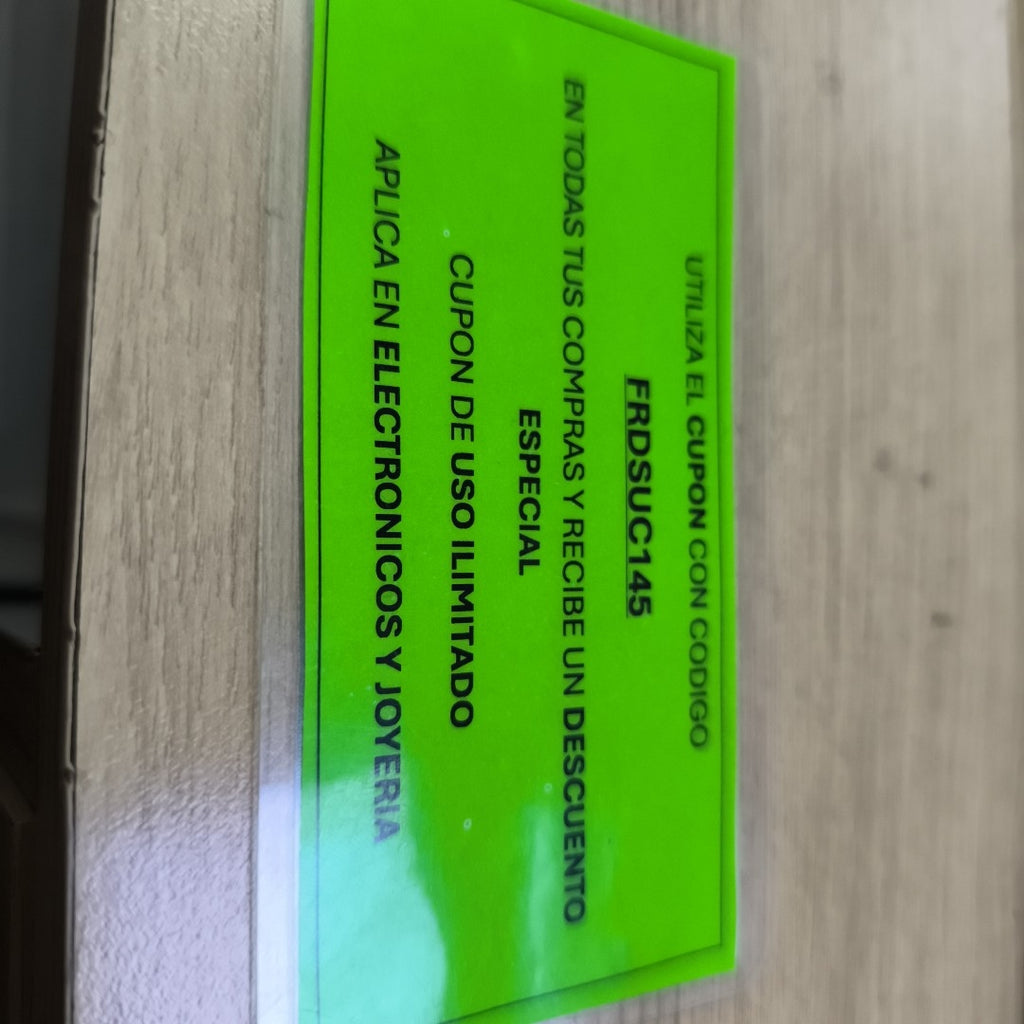 UTILIZA EL CUPON CON CODIGO
FRDSUC145
EN TODAS TUS COMPRAS Y RECIBE UN DESCUENTO
ESPECIAL
CUPON DE USO ILIMITADO
APLICA EN ELECTRONICOS Y JOYERIA